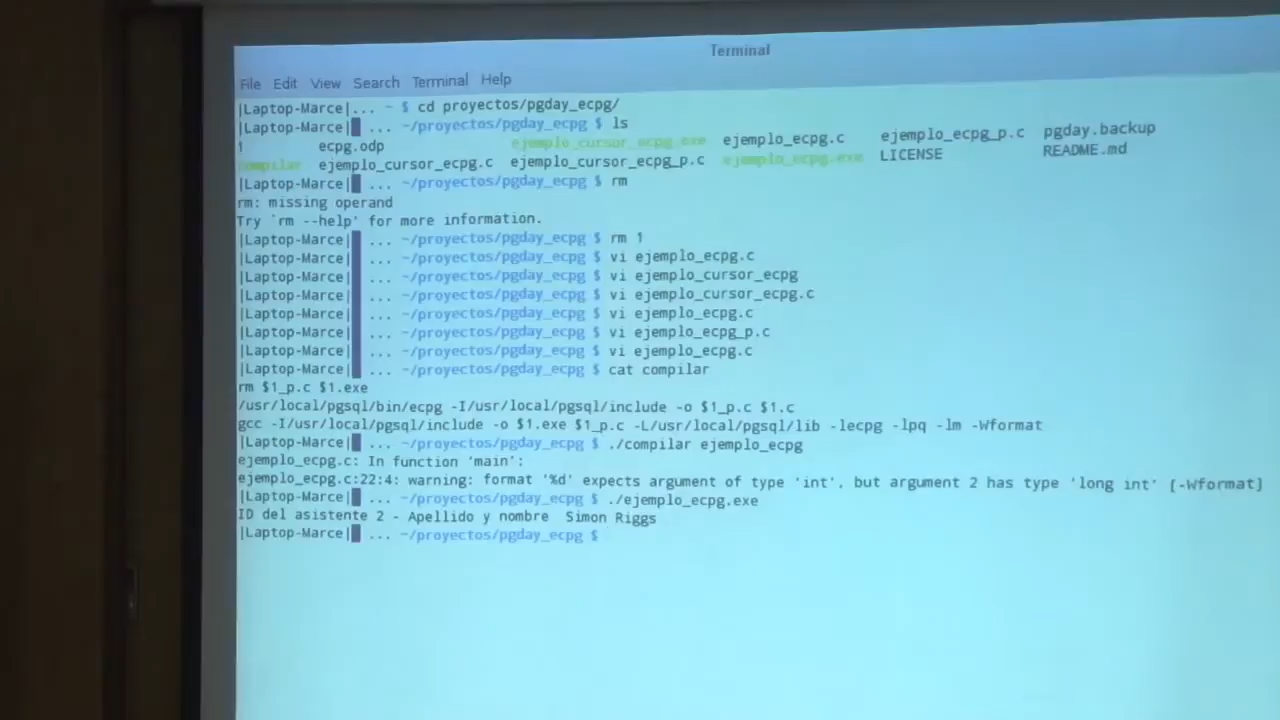 Terminal
File Edit View Search Terminal Help
|Laptop-Marce|... ~ $ cd proyectos/pgday_ecpg/
|Laptop-Marce| ... ~/proyectos/pgday_ecpg $ ls
1 ecpg.odp ejemplo_cursor_ecpg.exe ejemplo_ecpg.c ejemplo_ecpg_p.c pgday.backup
compilar ejemplo_cursor_ecpg.c ejemplo_cursor_ecpg_p.c ejemplo_ecpg.exe LICENSE README.md
|Laptop-Marce| ... ~/proyectos/pgday_ecpg $ rm
rm: missing operand
Try `rm --help' for more information.
|Laptop-Marce| ... ~/proyectos/pgday_ecpg $ rm 1
|Laptop-Marce| ... ~/proyectos/pgday_ecpg $ vi ejemplo_ecpg.c
|Laptop-Marce| ... ~/proyectos/pgday_ecpg $ vi ejemplo_cursor_ecpg
|Laptop-Marce| ... ~/proyectos/pgday_ecpg $ vi ejemplo_cursor_ecpg.c
|Laptop-Marce| ... ~/proyectos/pgday_ecpg $ vi ejemplo_ecpg.c
|Laptop-Marce| ... ~/proyectos/pgday_ecpg $ vi ejemplo_ecpg_p.c
|Laptop-Marce| ... ~/proyectos/pgday_ecpg $ vi ejemplo_ecpg.c
|Laptop-Marce| ... ~/proyectos/pgday_ecpg $ cat compilar
rm $1_p.c $1.exe
/usr/local/pgsql/bin/ecpg -I/usr/local/pgsql/include -o $1_p.c $1.c
gcc -I/usr/local/pgsql/include -o $1.exe $1_p.c -L/usr/local/pgsql/lib -lecpg -lpq -lm -Wformat
|Laptop-Marce| ... ~/proyectos/pgday_ecpg $ ./compilar ejemplo_ecpg
ejemplo_ecpg.c: In function 'main':
ejemplo_ecpg.c:22:4: warning: format '%d' expects argument of type 'int', but argument 2 has type 'long int' [-Wformat]
|Laptop-Marce| ... ~/proyectos/pgday_ecpg $ ./ejemplo_ecpg.exe
ID del asistente 2 - Apellido y nombre  Simon Riggs
|Laptop-Marce| ... ~/proyectos/pgday_ecpg $